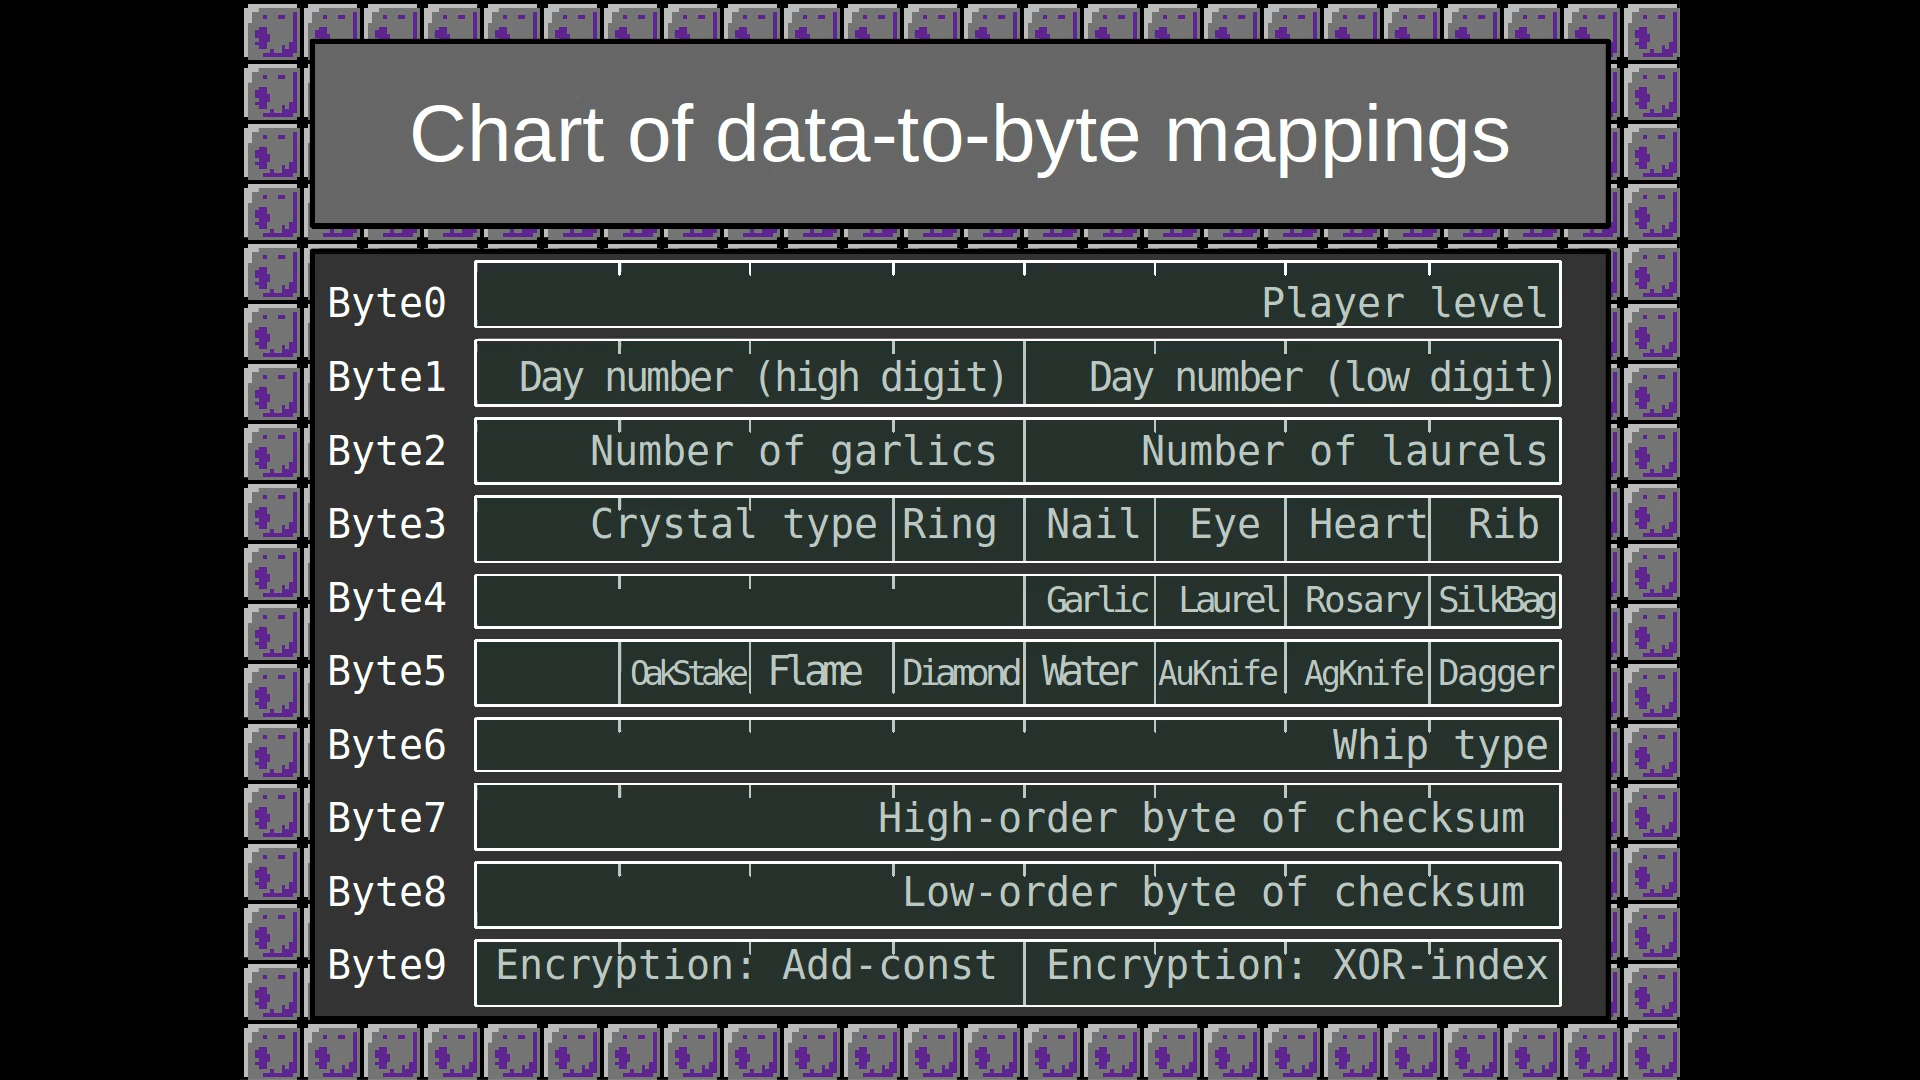 Chart of data-to-byte mappings
Byte0 Player level
Byte1 Day number (high digit) Day number (low digit)
Byte2 Number of garlics Number of laurels
Byte3 Crystal type Ring Nail Eye Heart Rib
Byte4 Garlic Laurel Rosary SilkBag
Byte5 OakStake Flame Diamond Water AuKnife AgKnife Dagger
Byte6 Whip type
Byte7 High-order byte of checksum
Byte8 Low-order byte of checksum
Byte9 Encryption: Add-const Encryption: XOR-index